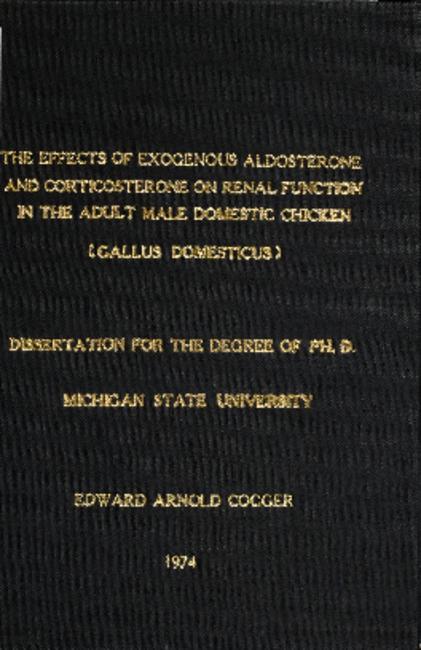 THE EFFECTS OF EXOGENOUS ALDOSTERONE
AND CORTICOSTERONE ON RENAL FUNCTION
IN THE ADULT MALE DOMESTIC CHICKEN
(GALLUS DOMESTICUS)
DISSERTATION FOR THE DEGREE OF PH. D.
MICHIGAN STATE UNIVERSITY
EDWARD ARNOLD COGGER
1974